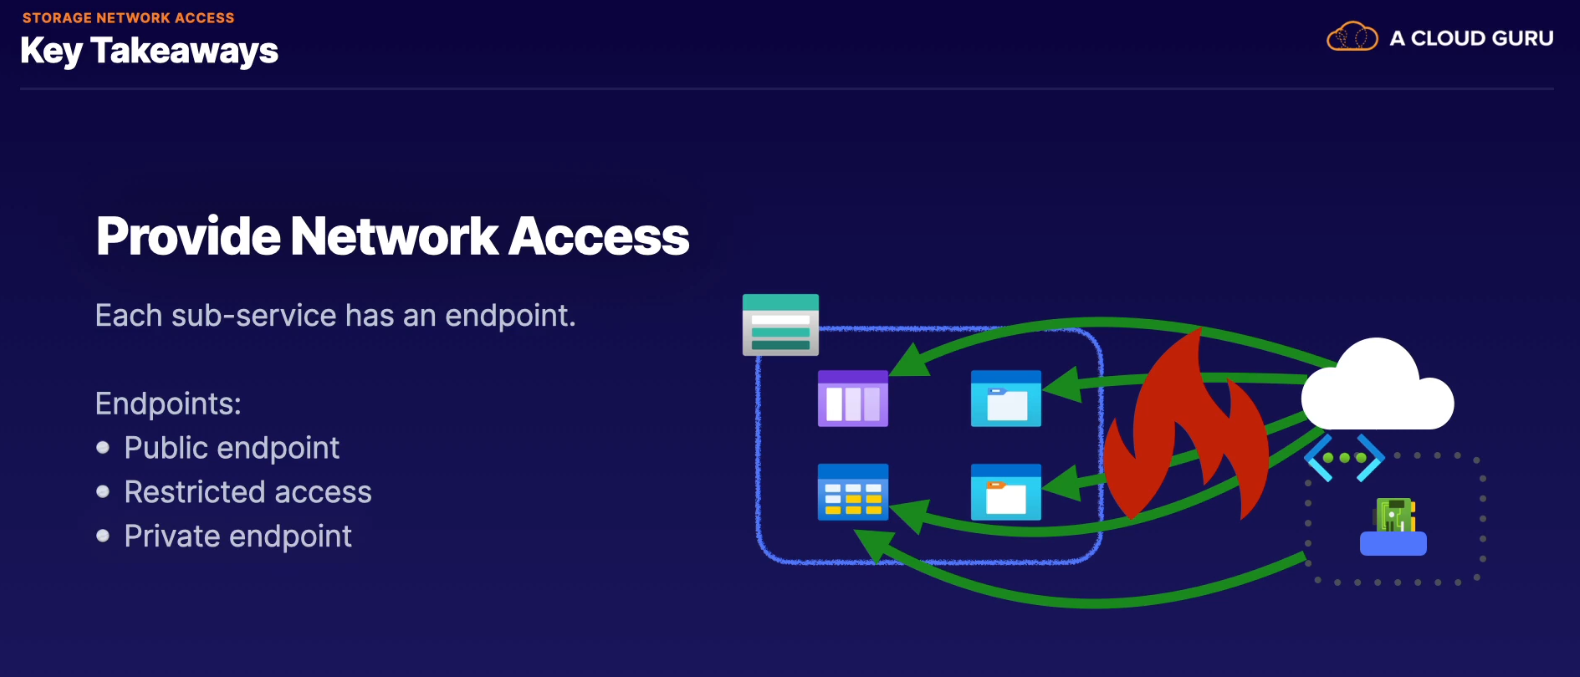 STORAGE NETWORK ACCESS
Key Takeaways
A CLOUD GURU
Provide Network Access
Each sub-service has an endpoint.
Endpoints:
• Public endpoint
• Restricted access
• Private endpoint